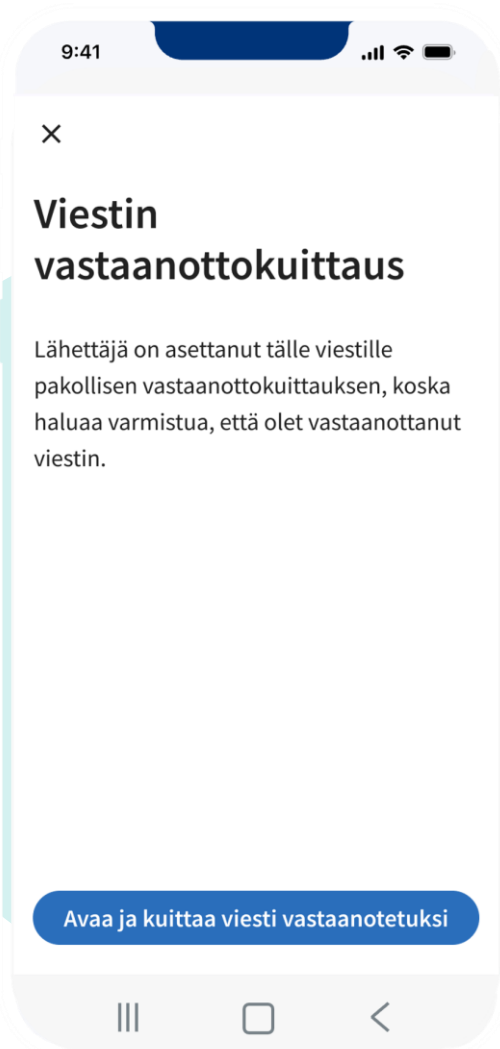 9:41
Viestin
vastaanottokuittaus
Lähettäjä on asettanut tälle viestille
pakollisen vastaanottokuittauksen, koska
haluaa varmistua, että olet vastaanottanut
viestin.
Avaa ja kuittaa viesti vastaanotetuksi